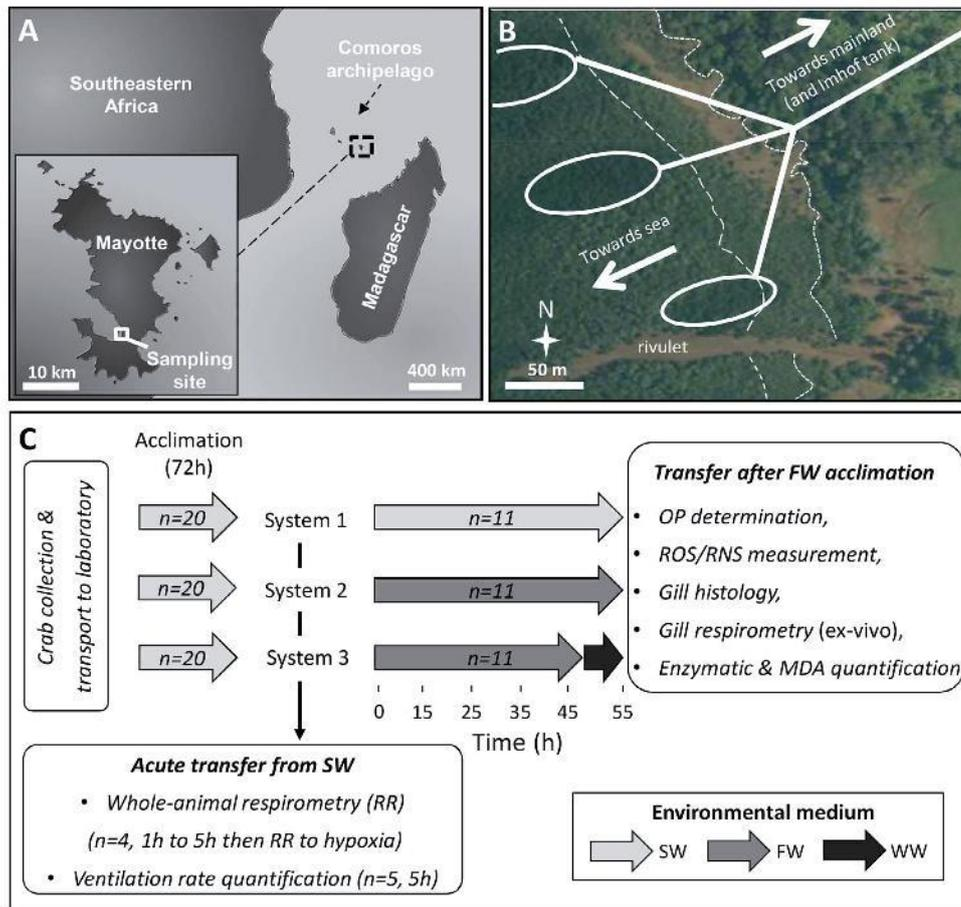 A
Southeastern
Africa
Comoros
archipelago
Mayotte
Madagascar
Sampling
site
10 km
400 km
B
Towards mainland
(and Imhof tank)
Towards sea
N
rivulet
50 m
C
Crab collection &
transport to laboratory
Acclimation
(72h)
n=20
System 1
n=11
n=20
System 2
n=11
n=20
System 3
n=11
0 15 25 35 45 55
Time (h)
Transfer after FW acclimation
• OP determination,
• ROS/RNS measurement,
• Gill histology,
• Gill respirometry (ex-vivo),
• Enzymatic & MDA quantification
Acute transfer from SW
• Whole-animal respirometry (RR)
(n=4, 1h to 5h then RR to hypoxia)
• Ventilation rate quantification (n=5, 5h)
Environmental medium
SW FW WW